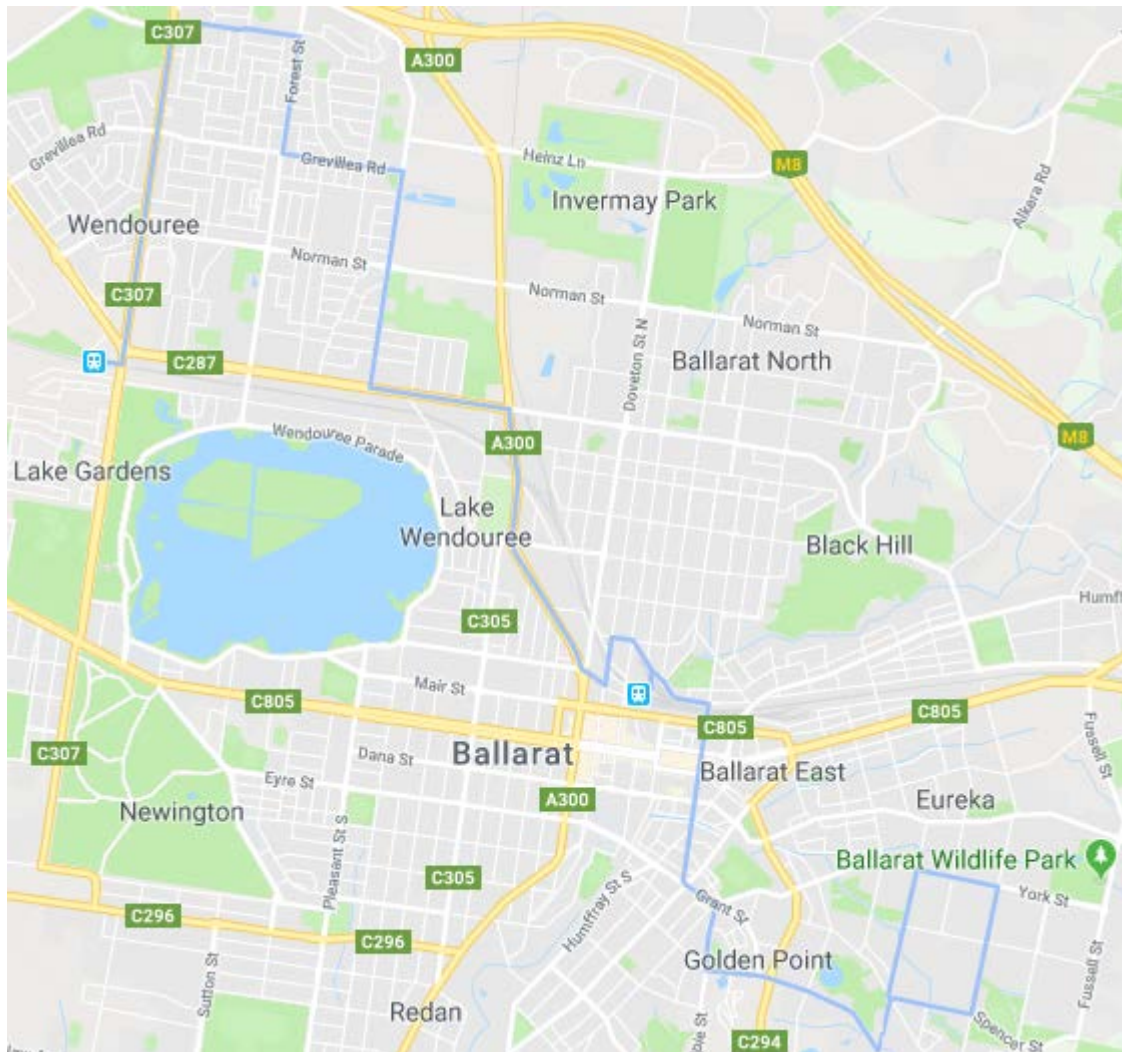 C307
Forest St
A300
Grevillea Rd
Heinz Ln
Grevillea Rd
M8
Alkara Rd
Invermay Park
Wendouree
Norman St
C307
Norman St
Norman St
C287
Doveton St N
Ballarat North
A300
M8
Wendouree Parade
Lake Gardens
Lake
Wendouree
Black Hill
C305
Mair St
C805
C805
C805
Fussell St
C307
Dana St
Ballarat
Ballarat East
Eyre St
A300
Eureka
Newington
Pleasant St S
Ballarat Wildlife Park
C305
Humffray St S
Grant St
York St
C296
C296
Sutton St
Golden Point
Fussell St
Redan
Spencer St
C294